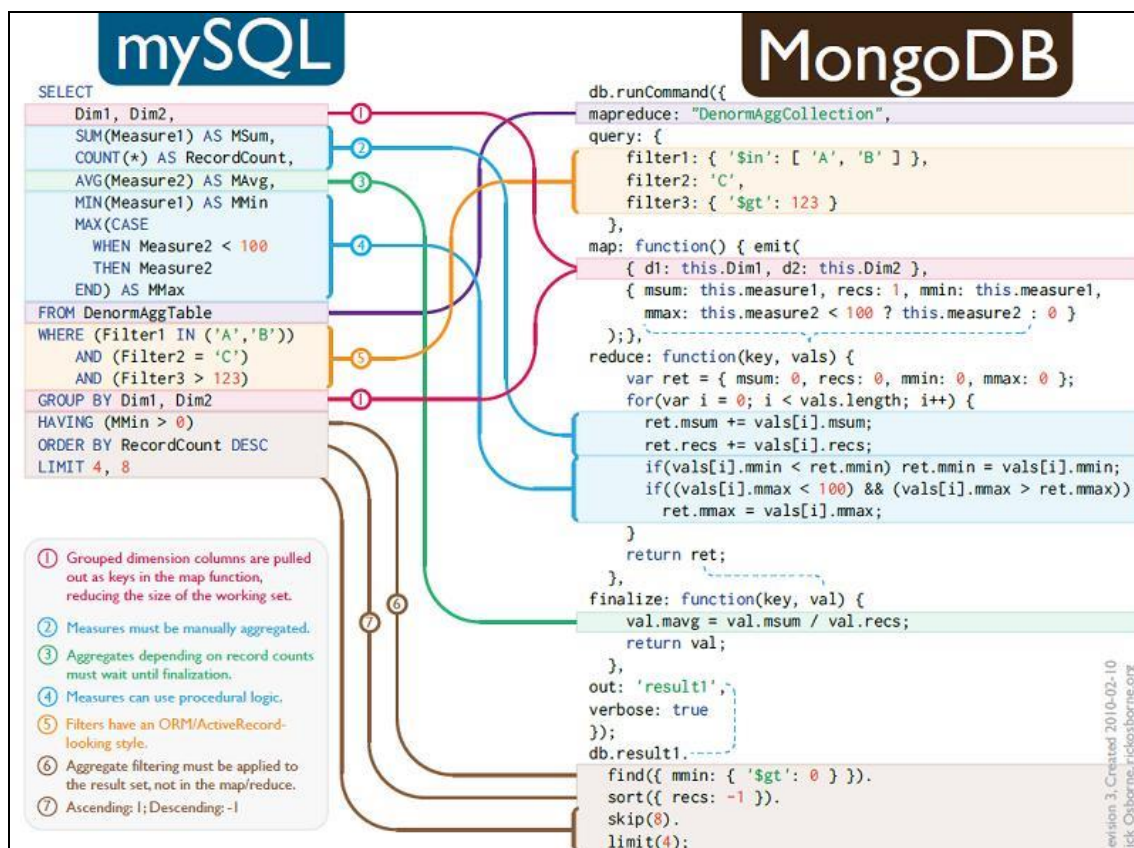 mySQL
SELECT
Dim1, Dim2,
SUM(Measure1) AS MSum,
COUNT(*) AS RecordCount,
AVG(Measure2) AS MAvg,
MIN(Measure1) AS MMin
MAX(CASE
WHEN Measure2 < 100
THEN Measure2
END) AS MMax
FROM DenormAggTable
WHERE (Filter1 IN ('A','B'))
AND (Filter2 = ‘C’)
AND (Filter3 > 123)
GROUP BY Dim1, Dim2
HAVING (MMin > 0)
ORDER BY RecordCount DESC
LIMIT 4, 8
1
2
3
4
5
1
6
7
1 Grouped dimension columns are pulled
out as keys in the map function,
reducing the size of the working set.
2 Measures must be manually aggregated.
3 Aggregates depending on record counts
must wait until finalization.
4 Measures can use procedural logic.
5 Filters have an ORM/ActiveRecord-
looking style.
6 Aggregate filtering must be applied to
the result set, not in the map/reduce.
7 Ascending: 1; Descending: -1
MongoDB
db.runCommand({
mapreduce: "DenormAggCollection",
query: {
filter1: { '$in': [ 'A', 'B' ] },
filter2: 'C',
filter3: { '$gt': 123 }
},
map: function() { emit(
{ d1: this.Dim1, d2: this.Dim2 },
{ msum: this.measure1, recs: 1, mmin: this.measure1,
mmax: this.measure2 < 100 ? this.measure2 : 0 }
);},
reduce: function(key, vals) {
var ret = { msum: 0, recs: 0, mmin: 0, mmax: 0 };
for(var i = 0; i < vals.length; i++) {
ret.msum += vals[i].msum;
ret.recs += vals[i].recs;
if(vals[i].mmin < ret.mmin) ret.mmin = vals[i].mmin;
if((vals[i].mmax < 100) && (vals[i].mmax > ret.mmax))
ret.mmax = vals[i].mmax;
}
return ret;
},
finalize: function(key, val) {
val.mavg = val.msum / val.recs;
return val;
},
out: 'result1',
verbose: true
});
db.result1.
find({ mmin: { '$gt': 0 } }).
sort({ recs: -1 }).
skip(8).
limit(4);
evision 3, Created 2010-02-10
ick Osborne, rickosborne.org